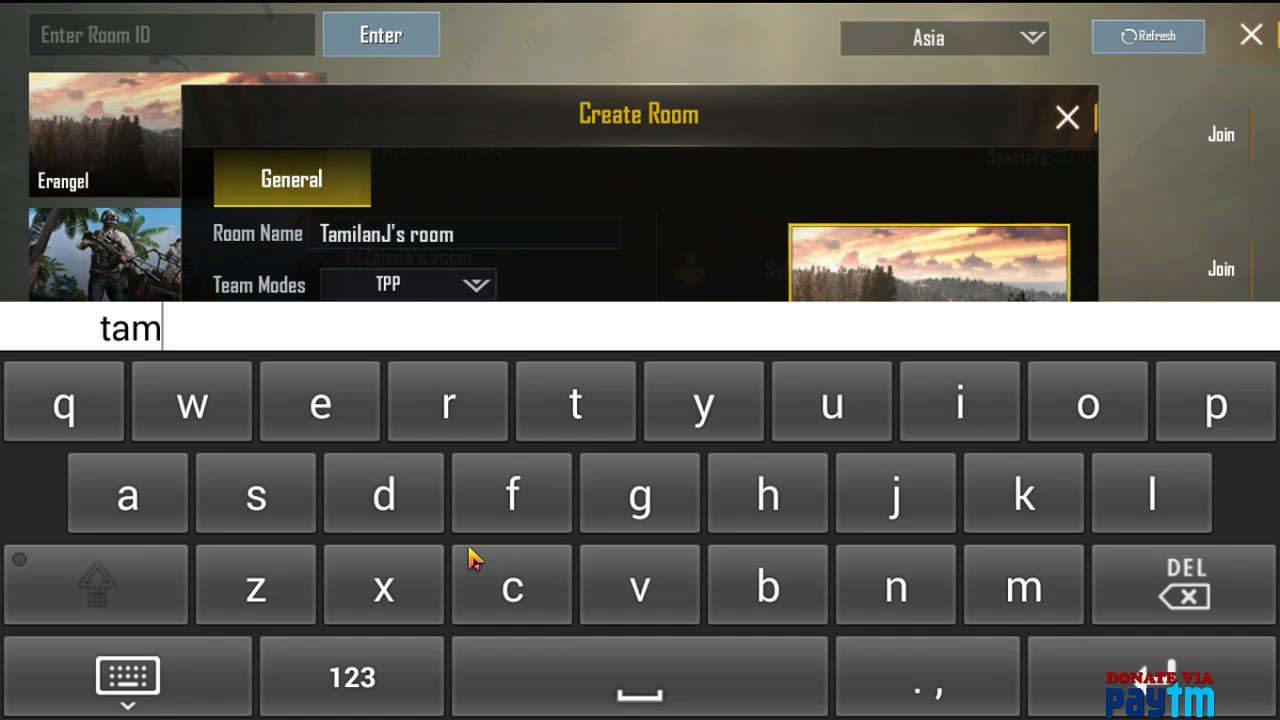 Enter Room ID
Enter
Asia
Refresh
Create Room
Join
Spectate:
Erangel
General
Room Name
TamilanJ's room
Join
Team Modes
TPP
tam
q w e r t y u i o p
a s d f g h j k l
z x c v b n m
DEL
123
. ,
DONATE VIA
paytm